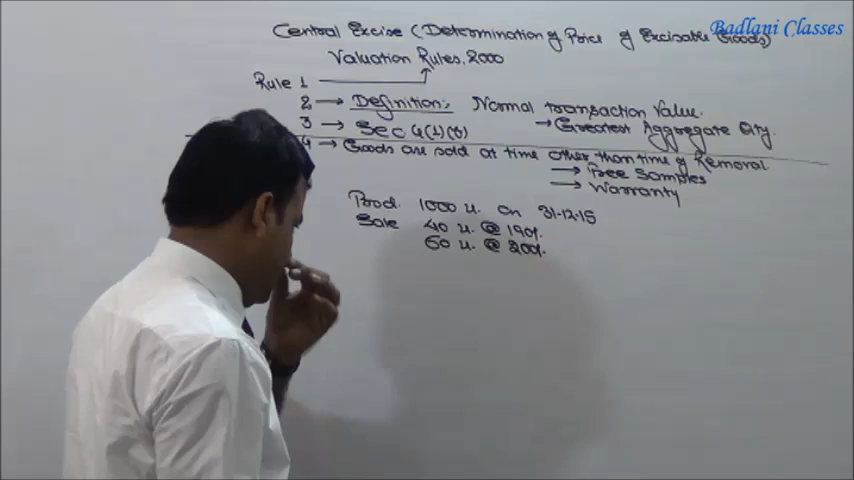 Badlani Classes
Central Excise (Determination of Price of Excisable Goods)
Valuation Rules, 2000
Rule 1
2 → Definition:- Normal Transaction Value.
→ Greatest Aggregate Qty.
3 → Sec 4(1)(b)
4 → Goods are sold at time other than time of Removal
→ Free Samples
→ Warranty
Prod. 1000 u. on 31.12.15
Sale 40 u. @ 190/.
60 u. @ 200/.